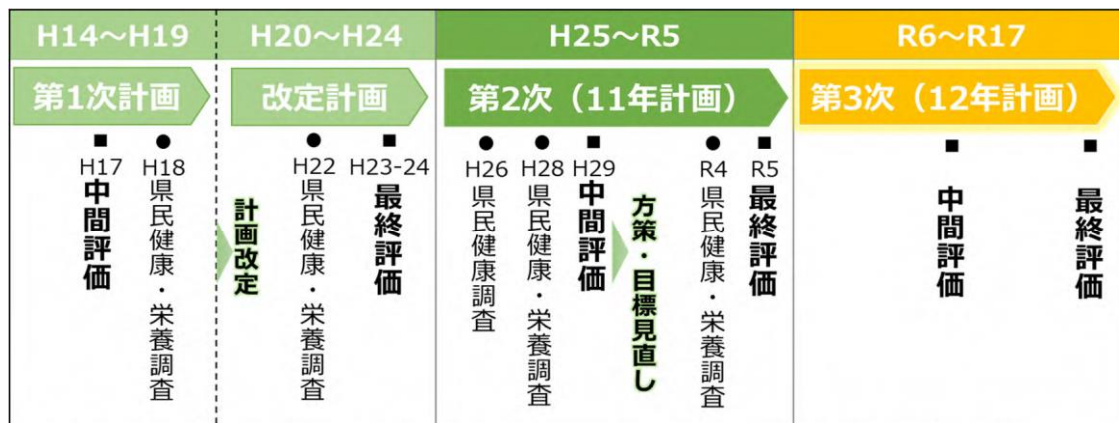 H14～H19
H20～H24
H25～R5
R6～R17
第1次計画
改定計画
第2次（11年計画）
第3次（12年計画）
■
H17
中間評価
●
H18
県民健康・栄養調査
計画改定
●
H22
県民健康・栄養調査
■
H23-24
最終評価
●
H26
県民健康調査
●
H28
県民健康・栄養調査
■
H29
中間評価
方策・目標見直し
●
R4
県民健康・栄養調査
■
R5
最終評価
■
中間評価
■
最終評価